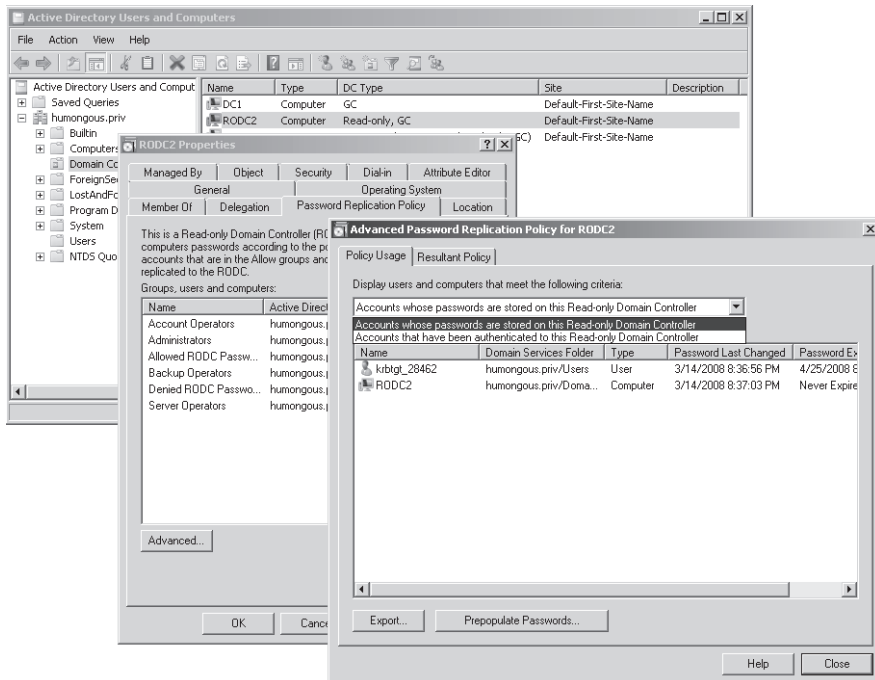 Active Directory Users and Computers
File Action View Help
Active Directory Users and Comput
Saved Queries
humongous.priv
Builtin
Computers
Domain Co
ForeignSec
LostAndFo
Program D
System
Users
NTDS Quo
Name Type DC Type Site Description
DC1 Computer GC Default-First-Site-Name
RODC2 Computer Read-only, GC Default-First-Site-Name
GC) Default-First-Site-Name
RODC2 Properties
Managed By Object Security Dial-in Attribute Editor
General Operating System
Member Of Delegation Password Replication Policy Location
This is a Read-only Domain Controller (RO
computers passwords according to the po
accounts that are in the Allow groups and
replicated to the RODC.
Groups, users and computers:
Name Active Direct
Account Operators humongous.p
Administrators humongous.p
Allowed RODC Passw... humongous.p
Backup Operators humongous.p
Denied RODC Passwo... humongous.p
Server Operators humongous.p
Advanced...
OK Cance
Advanced Password Replication Policy for RODC2
Policy Usage Resultant Policy
Display users and computers that meet the following criteria:
Accounts whose passwords are stored on this Read-only Domain Controller
Accounts whose passwords are stored on this Read-only Domain Controller
Accounts that have been authenticated to this Read-only Domain Controller
Name Domain Services Folder Type Password Last Changed Password Ex
krbtgt_28462 humongous.priv/Users User 3/14/2008 8:36:56 PM 4/25/2008 8
RODC2 humongous.priv/Doma... Computer 3/14/2008 8:37:03 PM Never Expire
Export... Prepopulate Passwords...
Help Close